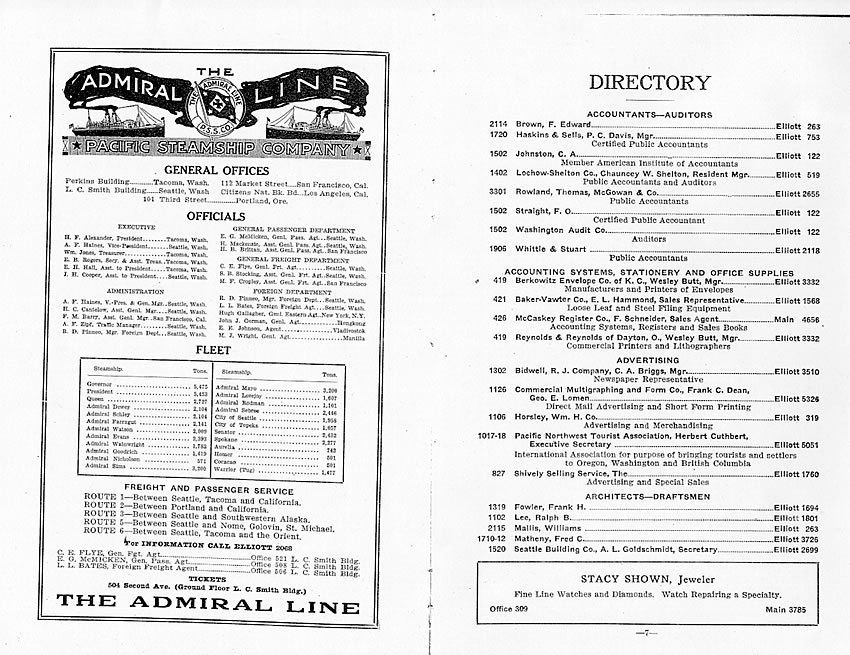 THE
ADMIRAL LINE
THE ADMIRAL LINE
P.S.S.CO.
★ PACIFIC STEAMSHIP COMPANY ★
GENERAL OFFICES
Perkins Building............Tacoma, Wash. 112 Market Street....San Francisco, Cal.
L. C. Smith Building......Seattle, Wash Citizens Nat. Bk. Bd...Los Angeles, Cal.
101 Third Street..........Portland, Ore.
OFFICIALS
EXECUTIVE
H. F. Alexander, President........Tacoma, Wash.
A. F. Haines, Vice-President......Seattle, Wash.
Wm. Jones, Treasurer..............Tacoma, Wash.
E. B. Rogers, Secy. & Asst. Treas..Tacoma, Wash.
E. H. Hall, Asst. to President....Tacoma, Wash.
J. H. Cooper, Asst. to President....Seattle, Wash.
ADMINISTRATION
A. F. Haines, V.-Pres. & Gen. Mgr..Seattle, Wash.
H. C. Cantelow, Asst. Genl. Mgr....Seattle, Wash.
F. M. Barry, Asst. Genl. Mgr..San Francisco, Cal.
A. F. Zipf, Traffic Manager........Seattle, Wash.
R. D. Pinneo, Mgr. Foreign Dept...Seattle, Wash.
GENERAL PASSENGER DEPARTMENT
E. G. McMicken, Genl. Pass. Agt...Seattle, Wash.
H. Mackenzie, Asst. Genl. Pass. Agt..Seattle, Wash.
H. B. Brittan, Asst. Genl. Pass. Agt..San Francisco
GENERAL FREIGHT DEPARTMENT
C. E. Flye, Genl. Frt. Agt........Seattle, Wash.
S. B. Stocking, Asst. Genl. Frt. Agt..Seattle, Wash.
M. F. Cropley, Asst. Genl. Frt. Agt..San Francisco
FOREIGN DEPARTMENT
R. D. Pinneo, Mgr. Foreign Dept....Seattle, Wash.
L. L. Bates, Foreign Freight Agt....Seattle, Wash.
Hugh Gallagher, Genl. Eastern Agt..New York, N.Y.
John J. Gorman, Genl. Agt..........Hongkong
E. E. Johnson, Agent..............Vladivostok
M. J. Wright, Genl. Agt..............Manila
FLEET
Steamship. Tons.
Governor 5,475
President 5,453
Queen 2,727
Admiral Dewey 2,104
Admiral Schley 2,104
Admiral Farragut 2,141
Admiral Watson 2,009
Admiral Evans 2,393
Admiral Wainwright 1,785
Admiral Goodrich 1,419
Admiral Nicholson 571
Admiral Sims 3,200
Steamship. Tons.
Admiral Mayo 3,200
Admiral Lovejoy 1,607
Admiral Rodman 1,101
Admiral Sebree 2,446
City of Seattle
City of Topeka 1,057
Senator
Spokane
Aurelia
Homer 501
Curacao
Warrior (Tug) 1,477
FREIGHT AND PASSENGER SERVICE
ROUTE 1—Between Seattle, Tacoma and California.
ROUTE 2—Between Portland and California.
ROUTE 3—Between Seattle and Southwestern Alaska.
ROUTE 5—Between Seattle and Nome, Golovin, St. Michael.
ROUTE 6—Between Seattle, Tacoma and the Orient.
For INFORMATION CALL ELLIOTT 2068
C. E. FLYE, Gen. Fgt. Agt..........Office 521 L. C. Smith Bldg.
E. G. McMICKEN, Gen. Pass. Agt..........Office 508 L. C. Smith Bldg.
L. L. BATES, Foreign Freight Agent..........Office 506 L. C. Smith Bldg.
TICKETS
504 Second Ave. (Ground Floor L. C. Smith Bldg.)
THE ADMIRAL LINE
DIRECTORY
ACCOUNTANTS—AUDITORS
2114 Brown, F. Edward..........Elliott 263
1720 Haskins & Sells, P. C. Davis, Mgr..........Elliott 753
Certified Public Accountants
1502 Johnston, C. A..........Elliott 122
Member American Institute of Accountants
1402 Lochow-Shelton Co., Chauncey W. Shelton, Resident Mgr..........Elliott 519
Public Accountants and Auditors
3301 Rowland, Thomas, McGowan & Co..........Elliott 2655
Public Accountants
1502 Straight, F. O..........Elliott 122
Certified Public Accountant
1502 Washington Audit Co..........Elliott 122
Auditors
1906 Whittle & Stuart ..........Elliott 2118
Public Accountants
ACCOUNTING SYSTEMS, STATIONERY AND OFFICE SUPPLIES
419 Berkowitz Envelope Co. of K. C., Wesley Butt, Mgr..........Elliott 3332
Manufacturers and Printers of Envelopes
421 Baker-Vawter Co., E. L. Hammond, Sales Representative..........Elliott 1568
Loose Leaf and Steel Filing Equipment
426 McCaskey Register Co., F. Schneider, Sales Agent..........Main 4656
Accounting Systems, Registers and Sales Books
419 Reynolds & Reynolds of Dayton, O., Wesley Butt, Mgr..........Elliott 3332
Commercial Printers and Lithographers
ADVERTISING
1302 Bidwell, R. J. Company, C. A. Briggs, Mgr..........Elliott 3510
Newspaper Representative
1126 Commercial Multigraphing and Form Co., Frank C. Dean,
Geo. E. Lomen..........Elliott 5326
Direct Mail Advertising and Short Form Printing
1106 Horsley, Wm. H. Co..........Elliott 319
Advertising and Merchandising
1017-18 Pacific Northwest Tourist Association, Herbert Cuthbert,
Executive Secretary ..........Elliott 5051
International Association for purpose of bringing tourists and settlers
to Oregon, Washington and British Columbia
827 Shively Selling Service, The..........Elliott 1760
Advertising and Special Sales
ARCHITECTS—DRAFTSMEN
1319 Fowler, Frank H. ..........Elliott 1694
1102 Lee, Ralph B..........Elliott 1801
2115 Mallis, Williams ..........Elliott 263
1710-12 Matheny, Fred C..........Elliott 3726
1520 Seattle Building Co., A. L. Goldschmidt, Secretary..........Elliott 2699
STACY SHOWN, Jeweler
Fine Line Watches and Diamonds. Watch Repairing a Specialty.
Office 309 Main 3785
—7—